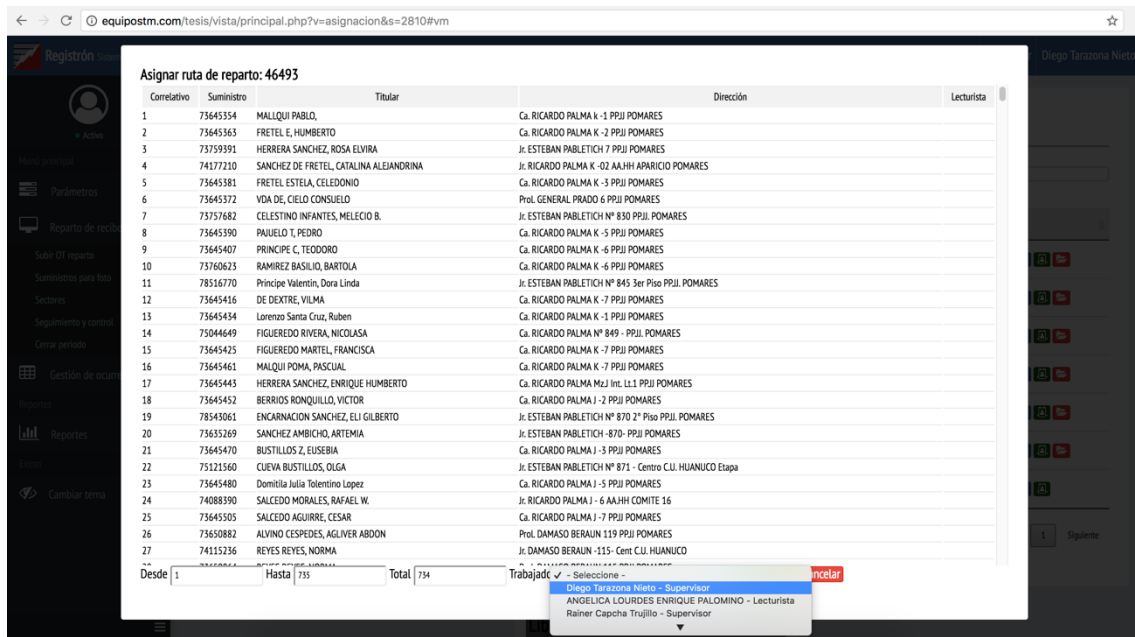 equipostm.com/tesis/vista/principal.php?v=asignacion&s=2810#vm
Registrón Sistem
Diego Tarazona Nieto
Activo
Menú principal
Parámetros
Reparto de recibo
Subir OT reparto
Suministros para foto
Sectores
Seguimiento y control
Cerrar periodo
Gestión de ocurre
Reportes
Reportes
Extras
Cambiar tema
Asignar ruta de reparto: 46493
Correlativo Suministro Titular Dirección Lecturista
1 73645354 MALLQUI PABLO, Ca. RICARDO PALMA k -1 PPJJ POMARES
2 73645363 FRETEL E, HUMBERTO Ca. RICARDO PALMA K -2 PPJJ POMARES
3 73759391 HERRERA SANCHEZ, ROSA ELVIRA Jr. ESTEBAN PABLETICH 7 PPJJ POMARES
4 74177210 SANCHEZ DE FRETEL, CATALINA ALEJANDRINA Jr. RICARDO PALMA K -02 AA.HH APARICIO POMARES
5 73645381 FRETEL ESTELA, CELEDONIO Ca. RICARDO PALMA K -3 PPJJ POMARES
6 73645372 VDA DE, CIELO CONSUELO Prol. GENERAL PRADO 6 PPJJ POMARES
7 73757682 CELESTINO INFANTES, MELECIO B. Jr. ESTEBAN PABLETICH Nº 830 PPJJ. POMARES
8 73645390 PAJUELO T, PEDRO Ca. RICARDO PALMA K -5 PPJJ POMARES
9 73645407 PRINCIPE C, TEODORO Ca. RICARDO PALMA K -6 PPJJ POMARES
10 73760623 RAMIREZ BASILIO, BARTOLA Ca. RICARDO PALMA K -6 PPJJ POMARES
11 78516770 Principe Valentin, Dora Linda Jr. ESTEBAN PABLETICH Nº 845 3er Piso PPJJ. POMARES
12 73645416 DE DEXTRE, VILMA Ca. RICARDO PALMA K -7 PPJJ POMARES
13 73645434 Lorenzo Santa Cruz, Ruben Ca. RICARDO PALMA K -1 PPJJ POMARES
14 75044649 FIGUEREDO RIVERA, NICOLASA Ca. RICARDO PALMA Nº 849 - PPJJ. POMARES
15 73645425 FIGUEREDO MARTEL, FRANCISCA Ca. RICARDO PALMA K -7 PPJJ POMARES
16 73645461 MALQUI POMA, PASCUAL Ca. RICARDO PALMA K -7 PPJJ POMARES
17 73645443 HERRERA SANCHEZ, ENRIQUE HUMBERTO Ca. RICARDO PALMA Mz.J Int. Lt.1 PPJJ POMARES
18 73645452 BERRIOS RONQUILLO, VICTOR Ca. RICARDO PALMA J -2 PPJJ POMARES
19 78543061 ENCARNACION SANCHEZ, ELI GILBERTO Jr. ESTEBAN PABLETICH Nº 870 2° Piso PPJJ. POMARES
20 73635269 SANCHEZ AMBICHO, ARTEMIA Jr. ESTEBAN PABLETICH -870- PPJJ POMARES
21 73645470 BUSTILLOS Z, EUSEBIA Ca. RICARDO PALMA J -3 PPJJ POMARES
22 75121560 CUEVA BUSTILLOS, OLGA Jr. ESTEBAN PABLETICH Nº 871 - Centro C.U. HUANUCO Etapa
23 73645480 Domitila Julia Tolentino Lopez Ca. RICARDO PALMA J -5 PPJJ POMARES
24 74088390 SALCEDO MORALES, RAFAEL W. Jr. RICARDO PALMA J - 6 AA.HH COMITE 16
25 73645505 SALCEDO AGUIRRE, CESAR Ca. RICARDO PALMA J -7 PPJJ POMARES
26 73650882 ALVINO CESPEDES, AGLIVER ABDON Prol. DAMASO BERAUN 119 PPJJ POMARES
27 74115236 REYES REYES, NORMA Jr. DAMASO BERAUN -115- Cent C.U. HUANUCO
Desde 1 Hasta 735 Total 734 Trabajado ✓ - Seleccione - ncelar
Diego Tarazona Nieto - Supervisor
ANGELICA LOURDES ENRIQUE PALOMINO - Lecturista
Rainer Capcha Trujillo - Supervisor
1 Siguiente